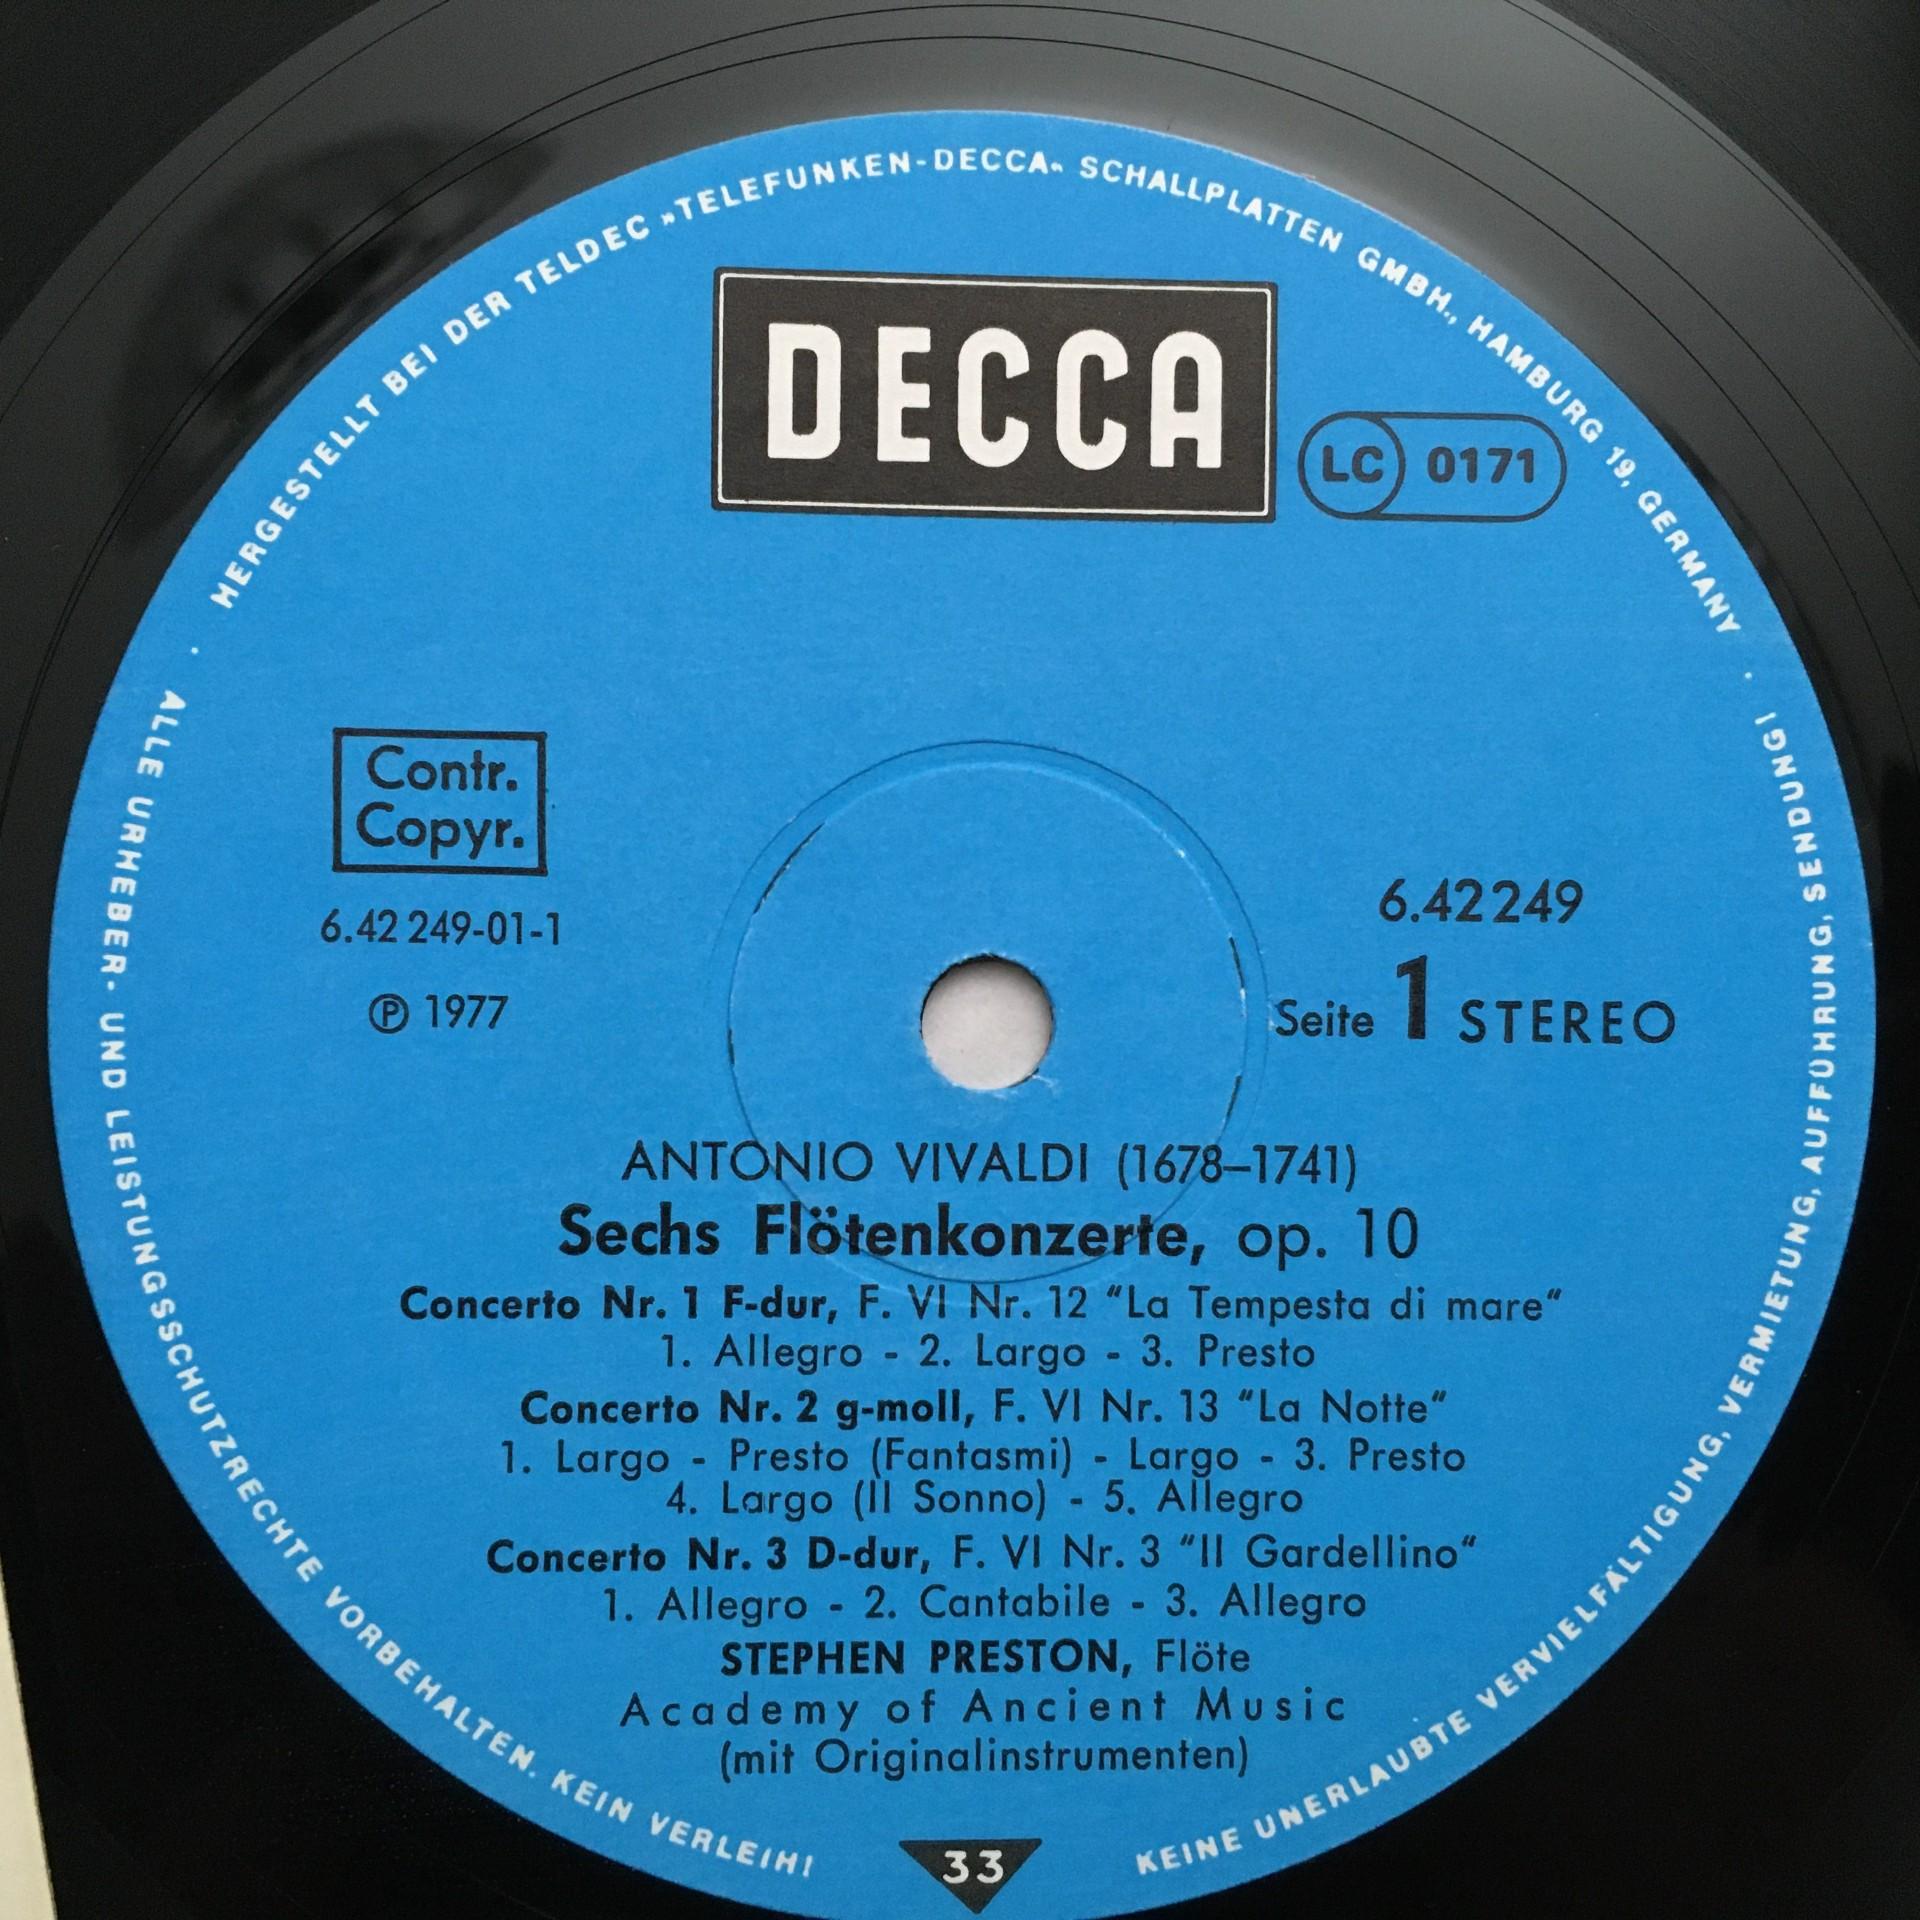 HERGESTELLT BEI DER TELDEC »TELEFUNKEN-DECCA« SCHALLPLATTEN GMBH., HAMBURG 19, GERMANY ·
DECCA
LC 0171
Contr.
Copyr.
6.42 249-01-1
℗ 1977
6.42249
Seite 1 STEREO
ANTONIO VIVALDI (1678–1741)
Sechs Flötenkonzerte, op. 10
Concerto Nr. 1 F-dur, F. VI Nr. 12 "La Tempesta di mare"
1. Allegro - 2. Largo - 3. Presto
Concerto Nr. 2 g-moll, F. VI Nr. 13 "La Notte"
1. Largo - Presto (Fantasmi) - Largo - 3. Presto
4. Largo (Il Sonno) - 5. Allegro
Concerto Nr. 3 D-dur, F. VI Nr. 3 "Il Gardellino"
1. Allegro - 2. Cantabile - 3. Allegro
STEPHEN PRESTON, Flöte
Academy of Ancient Music
(mit Originalinstrumenten)
33
· ALLE URHEBER- UND LEISTUNGSSCHUTZRECHTE VORBEHALTEN. KEIN VERLEIH!
KEINE UNERLAUBTE VERVIELFÄLTIGUNG, VERMIETUNG, AUFFÜHRUNG, SENDUNG!